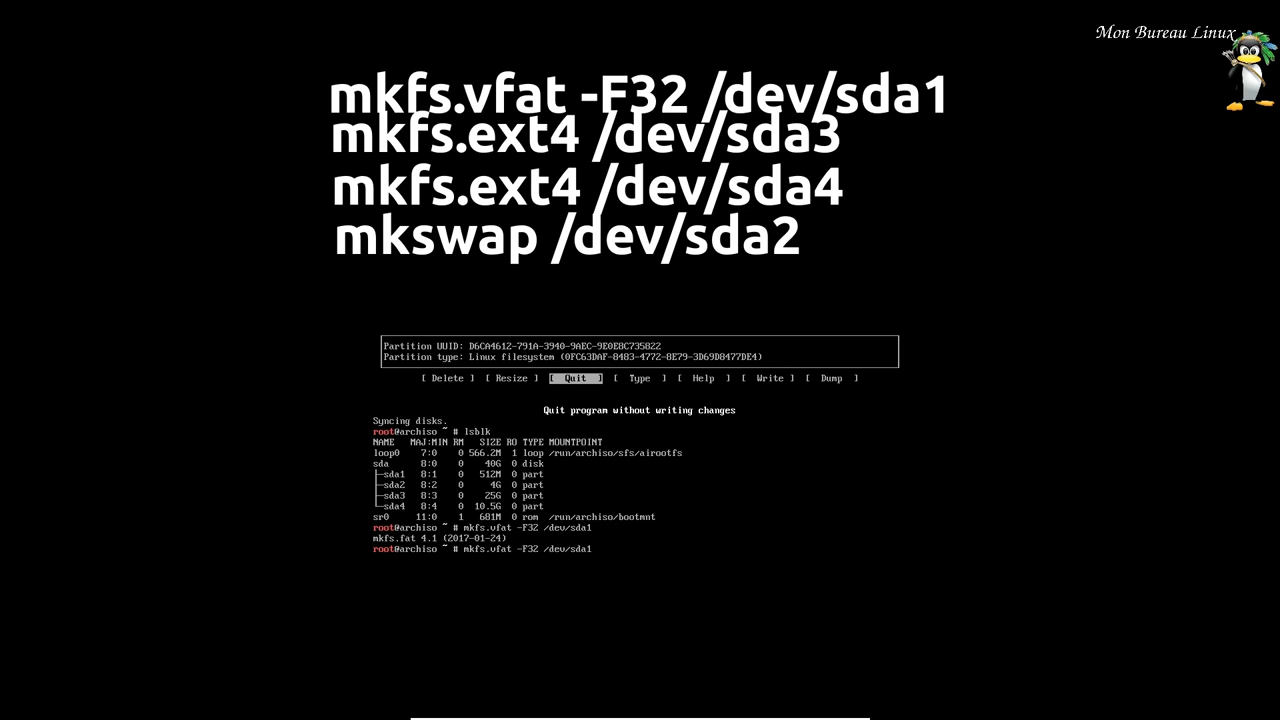 Mon Bureau Linux
mkfs.vfat -F32 /dev/sda1
mkfs.ext4 /dev/sda3
mkfs.ext4 /dev/sda4
mkswap /dev/sda2
Partition UUID: D6CA4612-791A-3940-9AEC-9E0E8C735822
Partition type: Linux filesystem (0FC63DAF-8483-4772-8E79-3D69D8477DE4)
[ Delete ] [ Resize ] [ Quit ] [ Type ] [ Help ] [ Write ] [ Dump ]
Quit program without writing changes
Syncing disks.
root@archiso ~ # lsblk
NAME MAJ:MIN RM SIZE RO TYPE MOUNTPOINT
loop0 7:0 0 566.2M 1 loop /run/archiso/sfs/airootfs
sda 8:0 0 40G 0 disk
├─sda1 8:1 0 512M 0 part
├─sda2 8:2 0 4G 0 part
├─sda3 8:3 0 25G 0 part
└─sda4 8:4 0 10.5G 0 part
sr0 11:0 1 681M 0 rom /run/archiso/bootmnt
root@archiso ~ # mkfs.vfat -F32 /dev/sda1
mkfs.fat 4.1 (2017-01-24)
root@archiso ~ # mkfs.vfat -F32 /dev/sda1